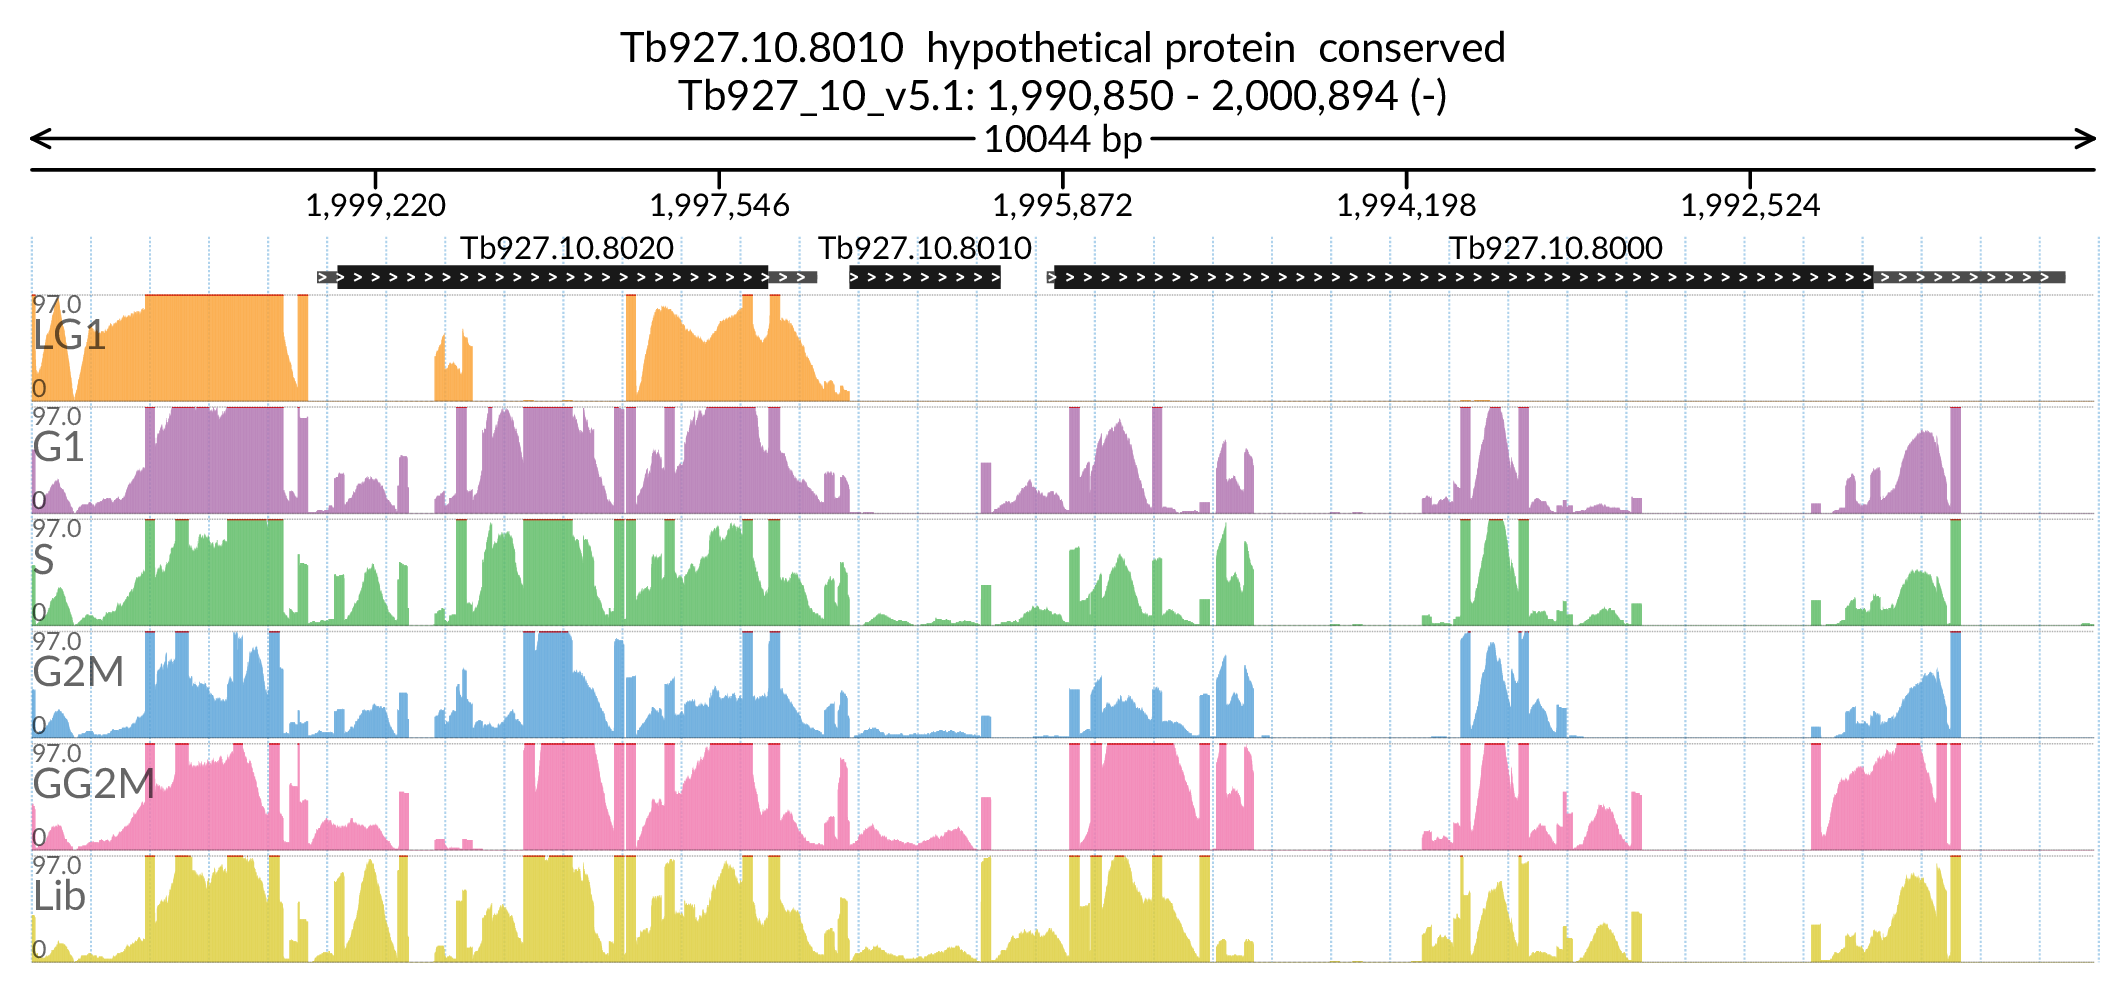 Tb927.10.8010 hypothetical protein conserved
Tb927_10_v5.1: 1,990,850 - 2,000,894 (-)
10044 bp
1,999,220 1,997,546 1,995,872 1,994,198 1,992,524
Tb927.10.8020 Tb927.10.8010 Tb927.10.8000
97.0
LG1
0
97.0
G1
0
97.0
S
0
97.0
G2M
0
97.0
GG2M
0
97.0
Lib
0